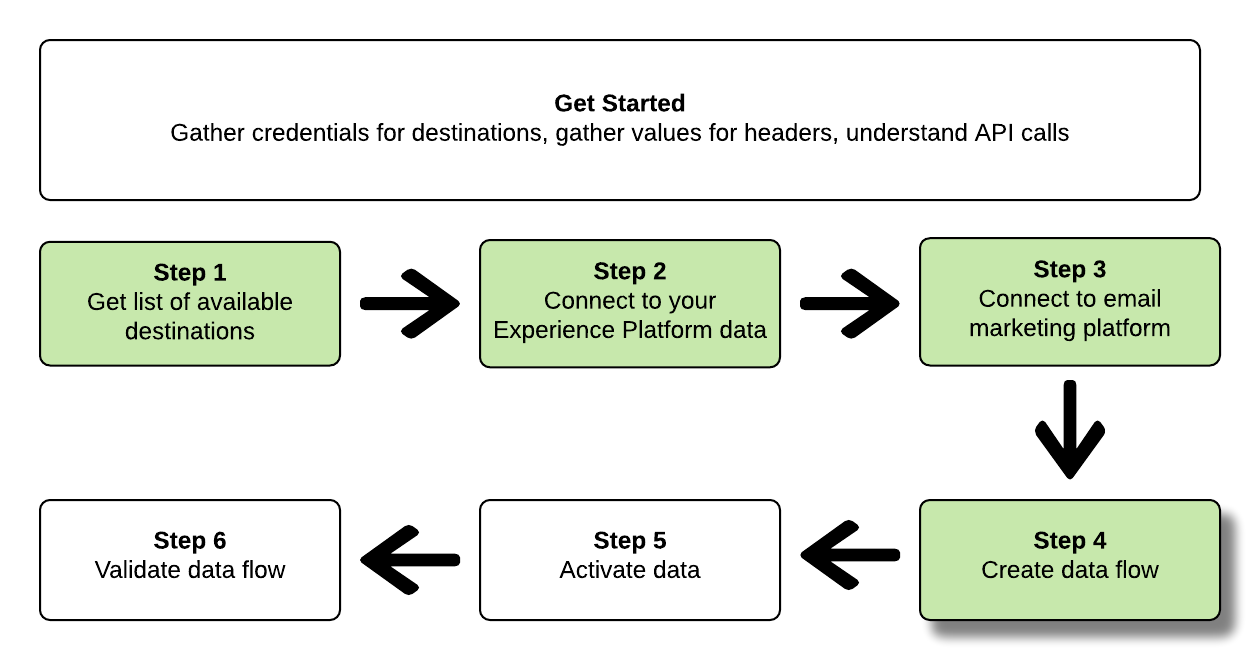 Get Started
Gather credentials for destinations, gather values for headers, understand API calls
Step 1
Get list of available
destinations
Step 2
Connect to your
Experience Platform data
Step 3
Connect to email
marketing platform
Step 4
Create data flow
Step 5
Activate data
Step 6
Validate data flow